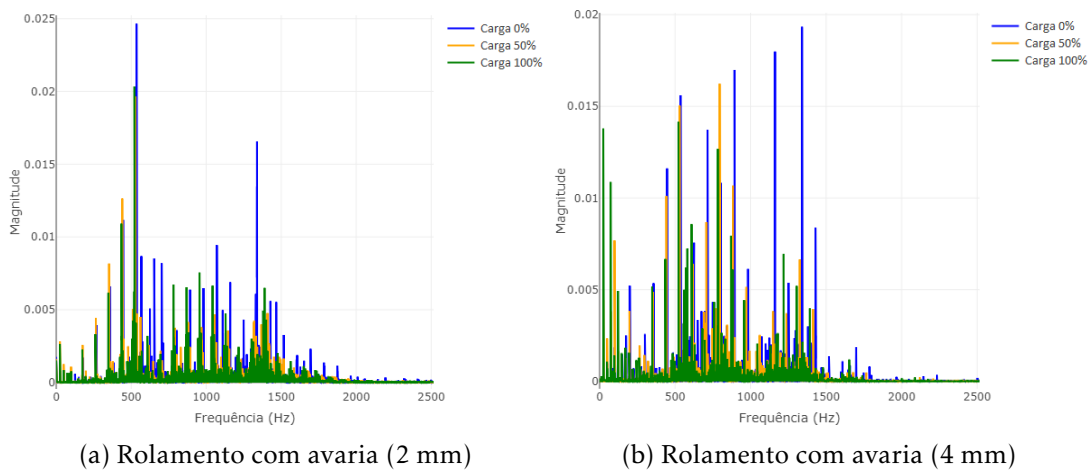 0.025
0.02
0.015
0.01
0.005
0
Magnitude
0
500
1000
1500
2000
2500
Frequência (Hz)
Carga 0%
Carga 50%
Carga 100%
(a) Rolamento com avaria (2 mm)
0.02
0.015
0.01
0.005
0
Magnitude
0
500
1000
1500
2000
2500
Frequência (Hz)
Carga 0%
Carga 50%
Carga 100%
(b) Rolamento com avaria (4 mm)